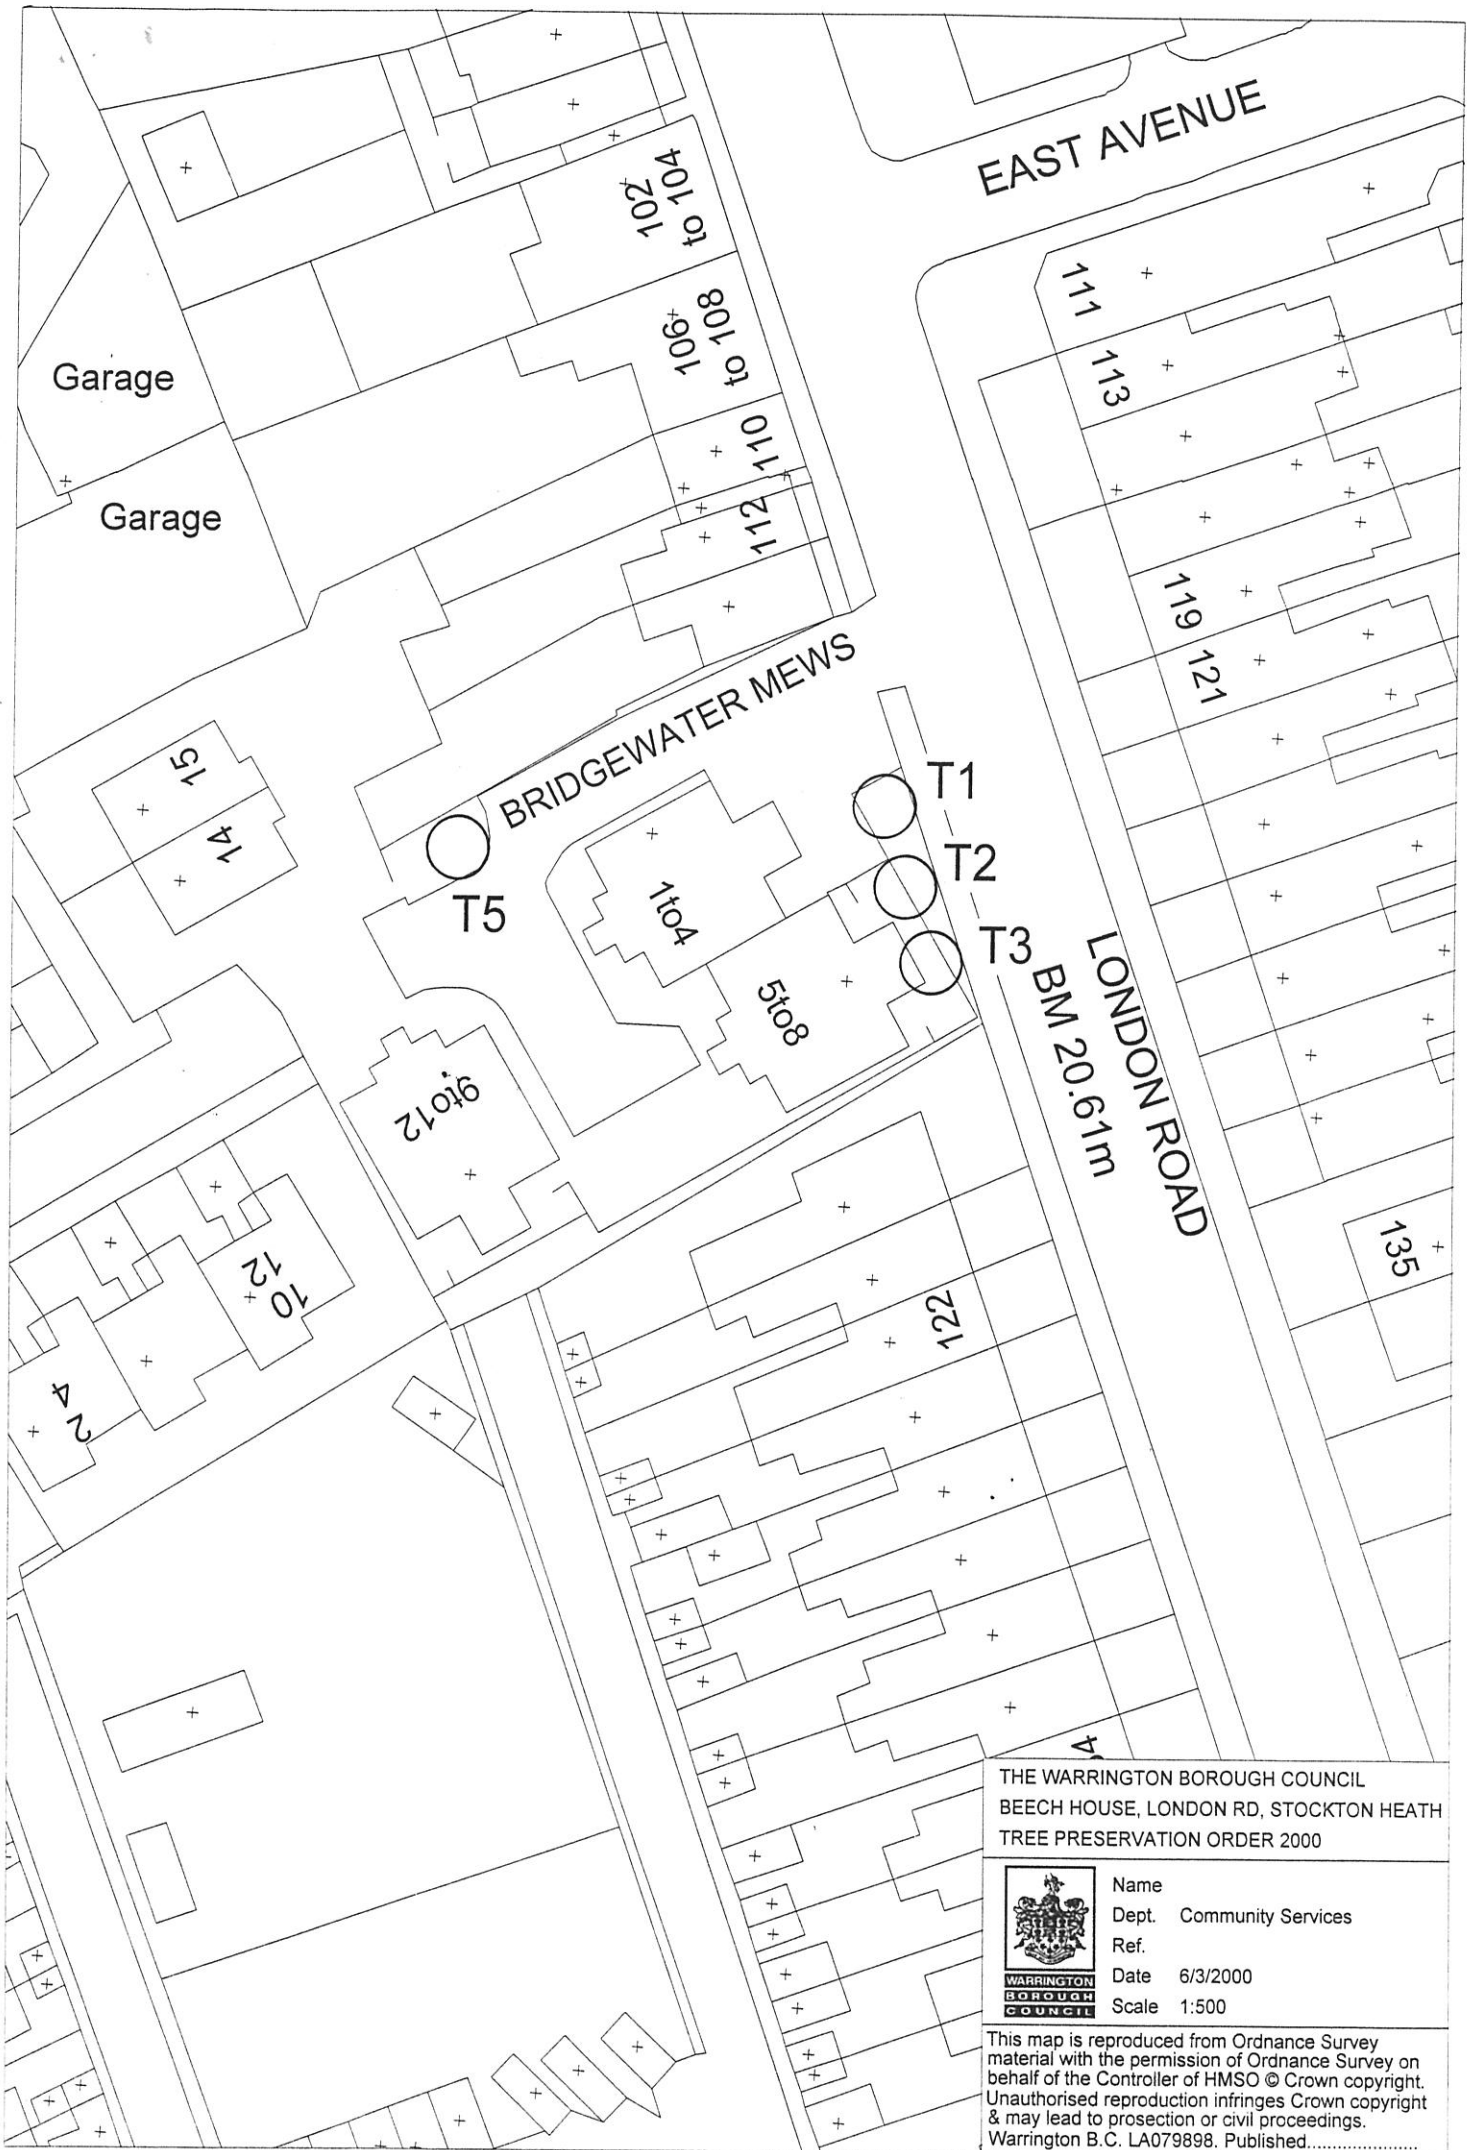 EAST AVENUE
102
to 104
106
to 108
110
112
111
113
119
121
Garage
Garage
BRIDGEWATER MEWS
15
14
T1
T2
T3
T5
1to4
5to8
9to12
LONDON ROAD
BM 20.61m
12
10
4
2
122
135
THE WARRINGTON BOROUGH COUNCIL
BEECH HOUSE, LONDON RD, STOCKTON HEATH
TREE PRESERVATION ORDER 2000
WARRINGTON
BOROUGH
COUNCIL
Name
Dept. Community Services
Ref.
Date 6/3/2000
Scale 1:500
This map is reproduced from Ordnance Survey
material with the permission of Ordnance Survey on
behalf of the Controller of HMSO © Crown copyright.
Unauthorised reproduction infringes Crown copyright
& may lead to prosection or civil proceedings.
Warrington B.C. LA079898. Published......................